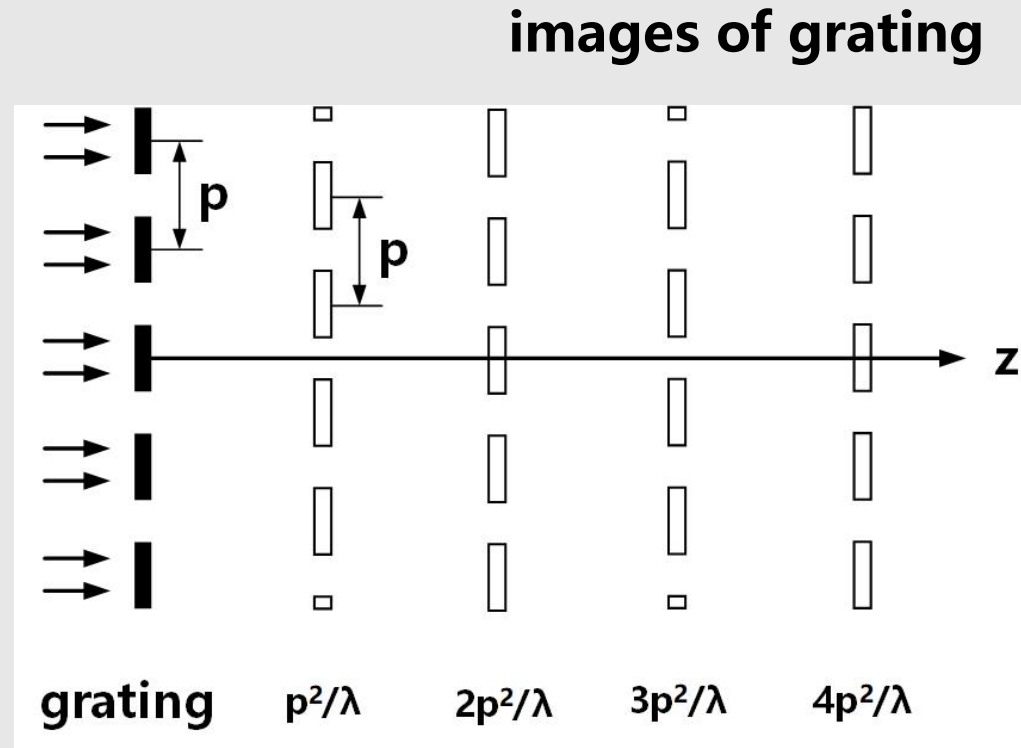 images of grating
p
p
z
grating p²/λ 2p²/λ 3p²/λ 4p²/λ